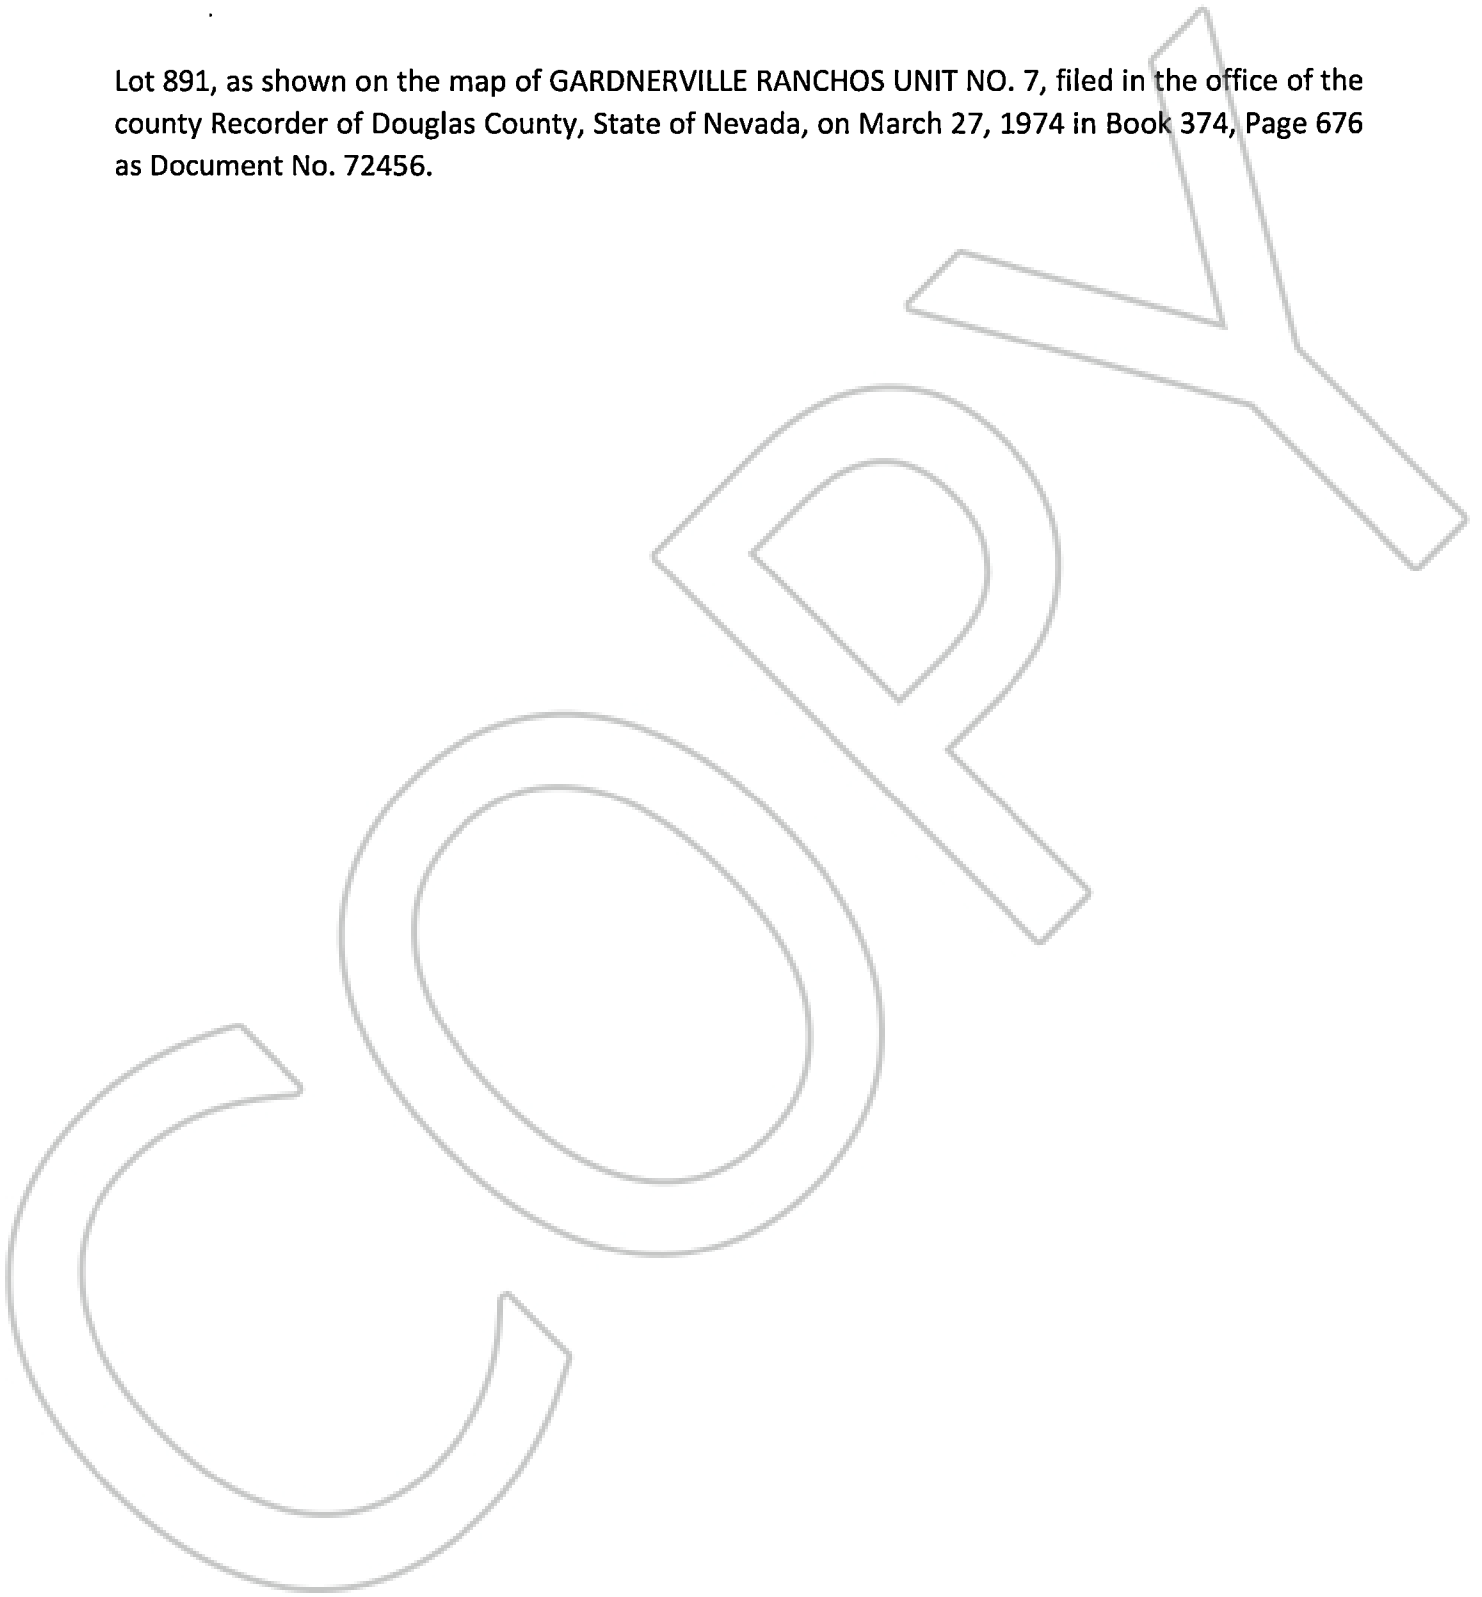 Lot 891, as shown on the map of GARDNERVILLE RANCHOS UNIT NO. 7, filed in the office of the
county Recorder of Douglas County, State of Nevada, on March 27, 1974 in Book 374, Page 676
as Document No. 72456.
COPY